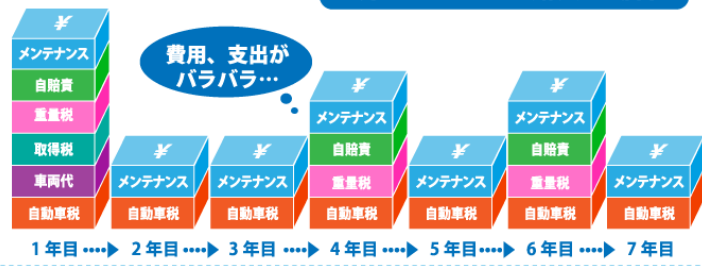 費用、支出が
バラバラ…
¥
メンテナンス
自賠責
重量税
取得税
車両代
自動車税
¥
メンテナンス
自動車税
¥
メンテナンス
自動車税
¥
メンテナンス
自賠責
重量税
自動車税
¥
メンテナンス
自動車税
¥
メンテナンス
自賠責
重量税
自動車税
¥
メンテナンス
自動車税
1年目 ····▶ 2年目 ····▶ 3年目 ····▶ 4年目 ····▶ 5年目 ····▶ 6年目 ····▶ 7年目